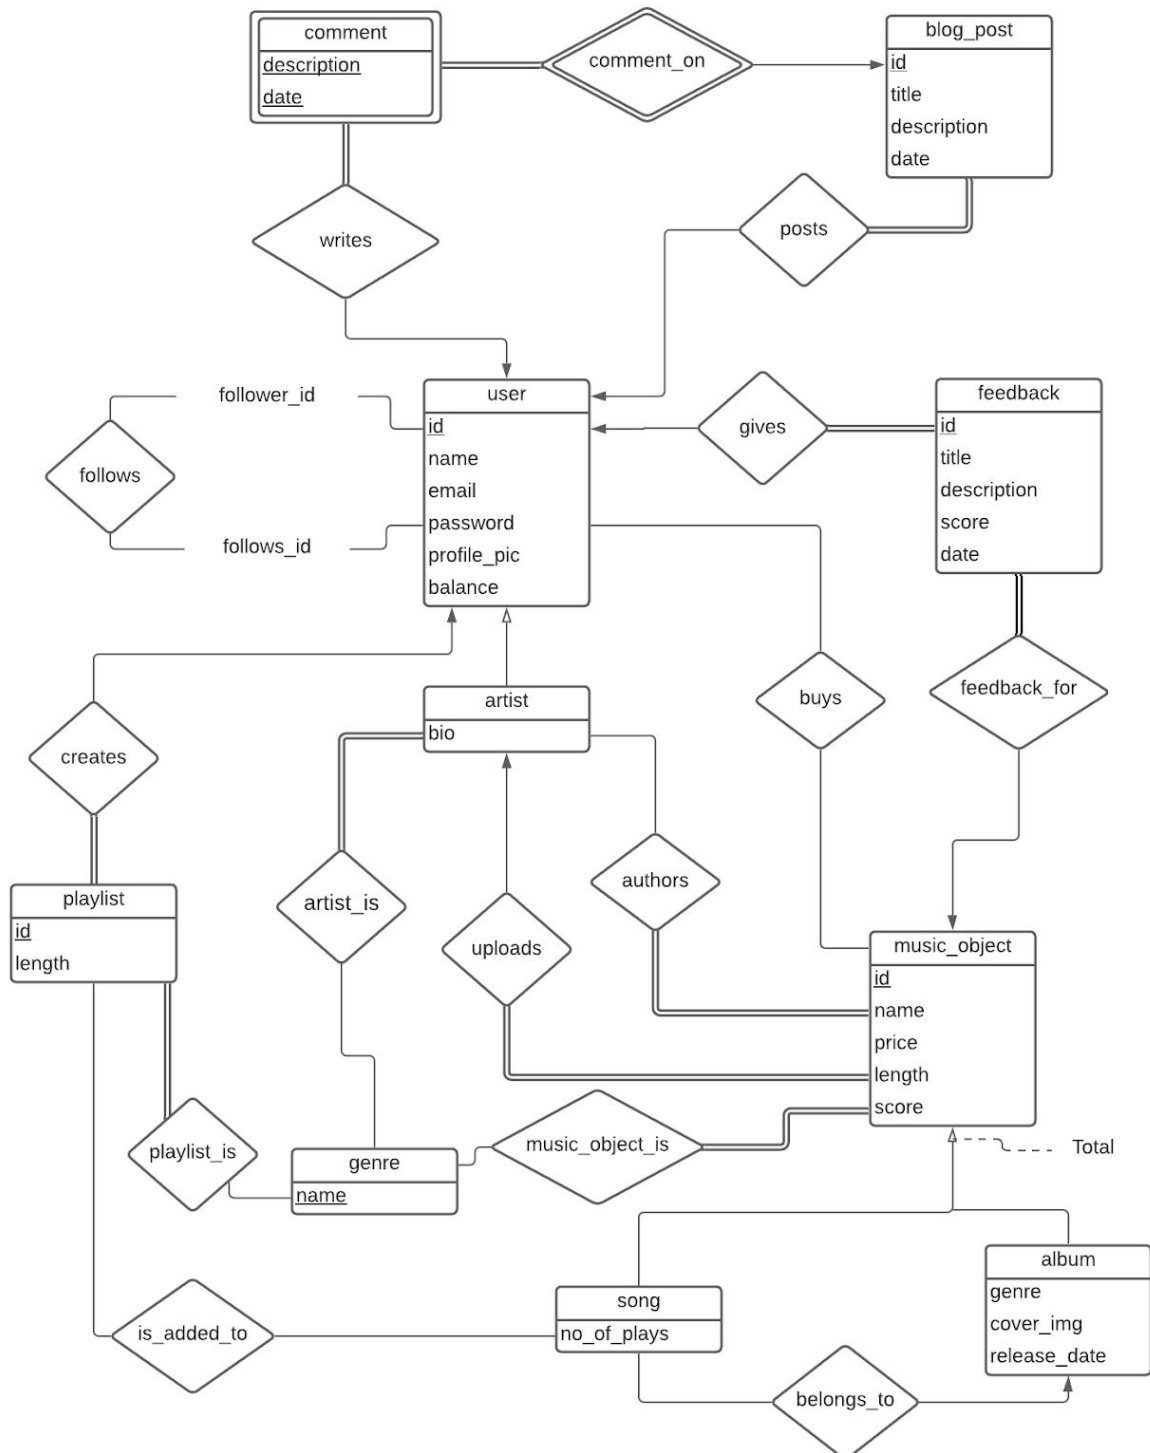 comment
description
date
comment_on
blog_post
id
title
description
date
writes
posts
follower_id
follows
follows_id
user
id
name
email
password
profile_pic
balance
gives
feedback
id
title
description
score
date
creates
artist
bio
buys
feedback_for
playlist
id
length
artist_is
uploads
authors
music_object
id
name
price
length
score
playlist_is
genre
name
music_object_is
Total
is_added_to
song
no_of_plays
album
genre
cover_img
release_date
belongs_to